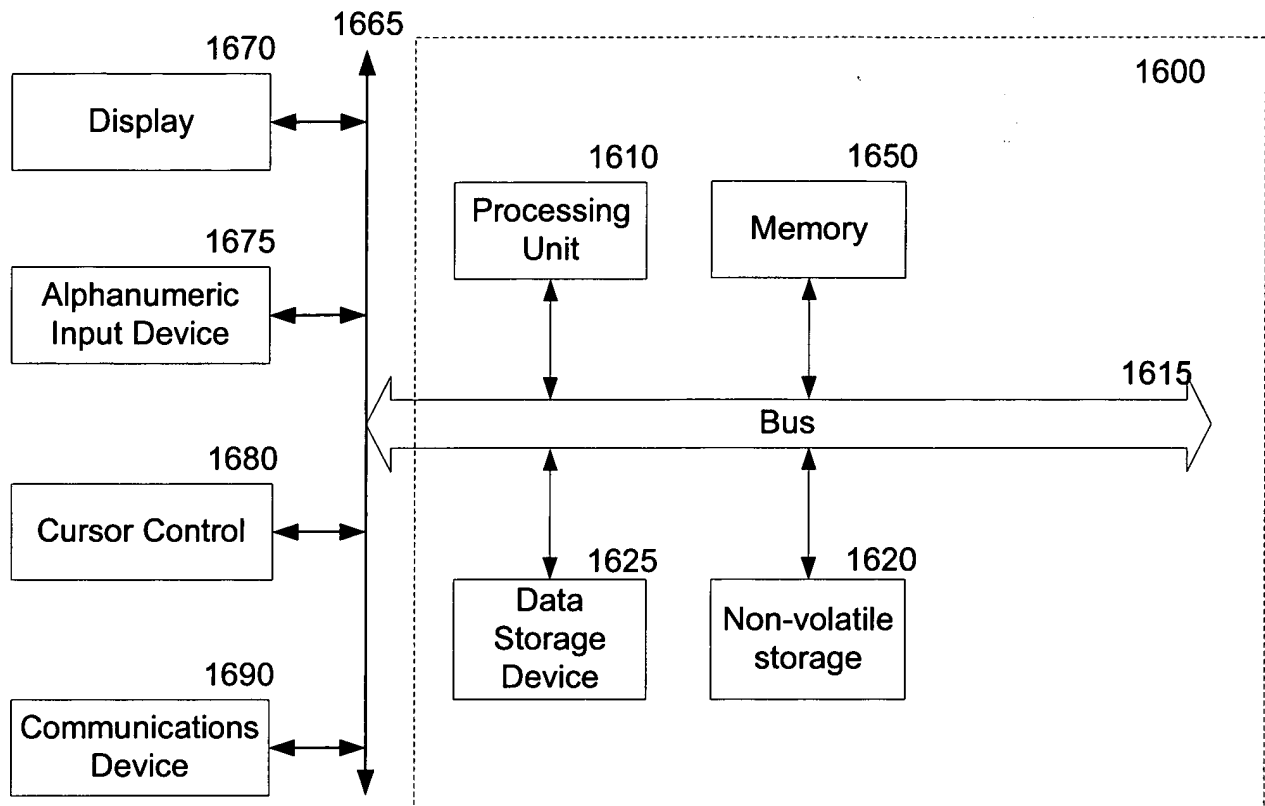 1665
1670
Display
1600
1610
Processing
Unit
1650
Memory
1675
Alphanumeric
Input Device
1615
Bus
1680
Cursor Control
1625
Data
Storage
Device
1620
Non-volatile
storage
1690
Communications
Device